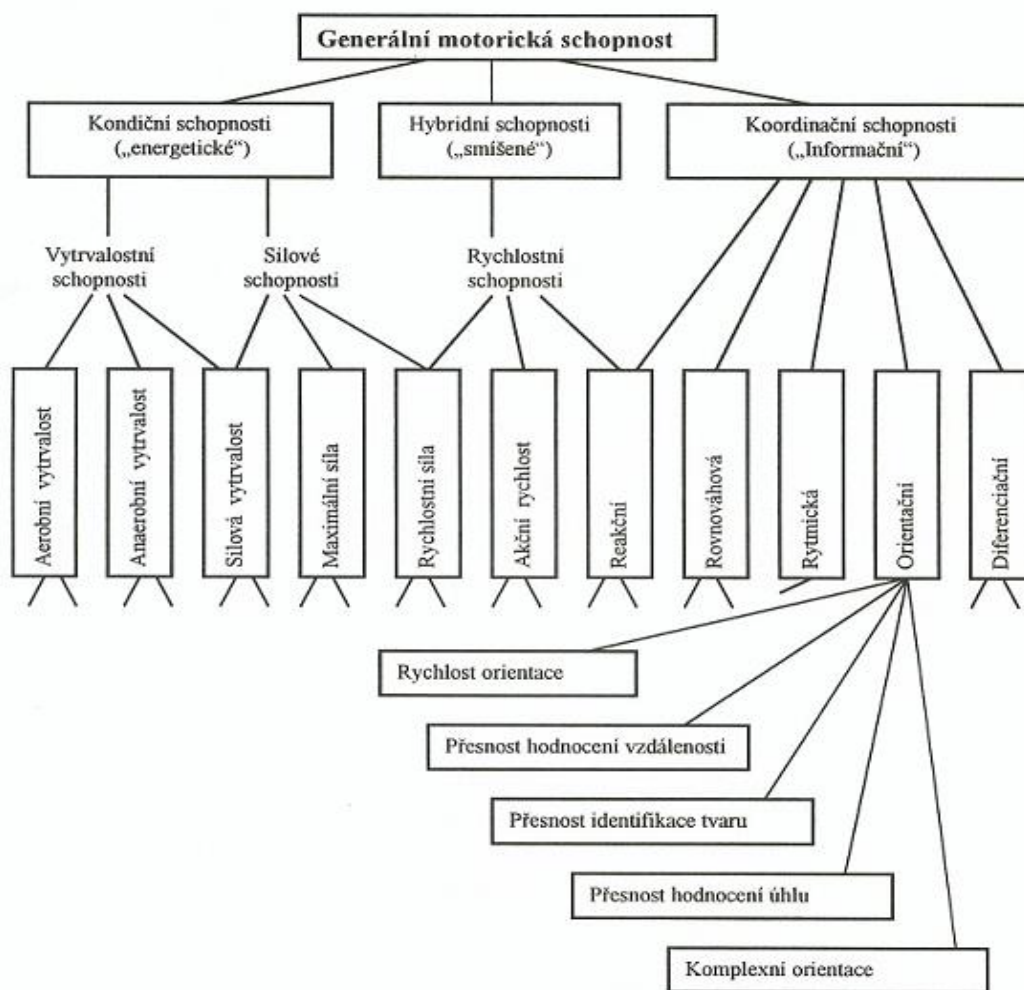 Generální motorická schopnost
Kondiční schopnosti
(„energetické“)
Hybridní schopnosti
(„smíšené“)
Koordinační schopnosti
(„Informační“)
Vytrvalostní
schopnosti
Silové
schopnosti
Rychlostní
schopnosti
Aerobní vytrvalost
Anaerobní vytrvalost
Silová vytrvalost
Maximální síla
Rychlostní síla
Akční rychlost
Reakční
Rovnováhová
Rytmická
Orientační
Diferenciační
Rychlost orientace
Přesnost hodnocení vzdálenosti
Přesnost identifikace tvaru
Přesnost hodnocení úhlu
Komplexní orientace